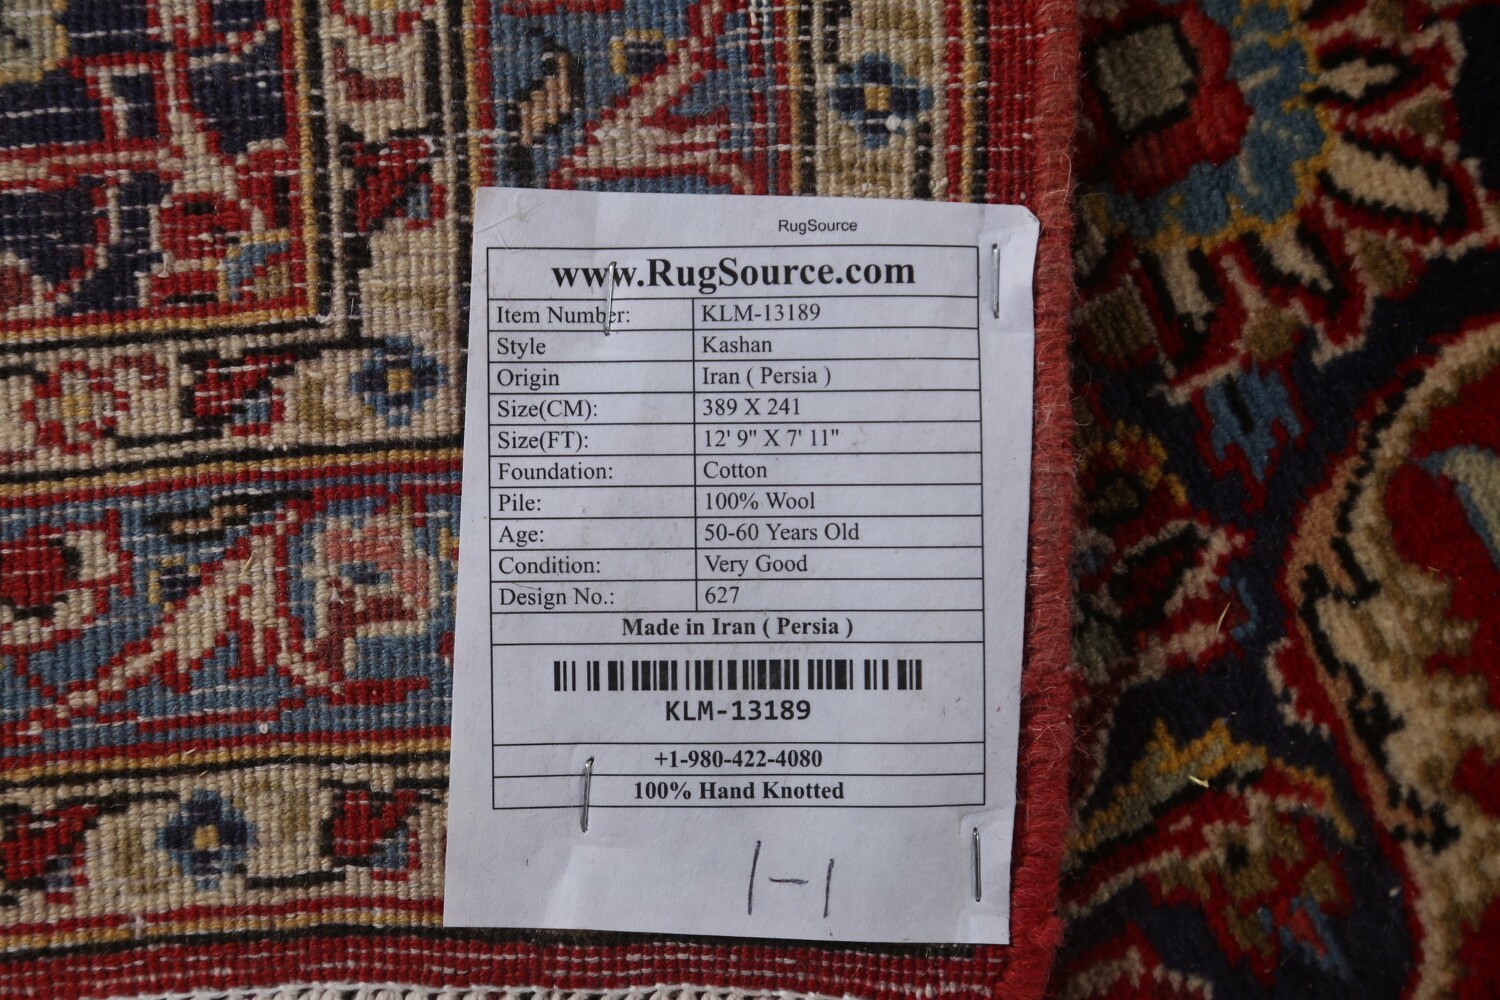 RugSource
www.RugSource.com
Item Number: KLM-13189
Style Kashan
Origin Iran ( Persia )
Size(CM): 389 X 241
Size(FT): 12' 9" X 7' 11"
Foundation: Cotton
Pile: 100% Wool
Age: 50-60 Years Old
Condition: Very Good
Design No.: 627
Made in Iran ( Persia )
KLM-13189
+1-980-422-4080
100% Hand Knotted
1-1